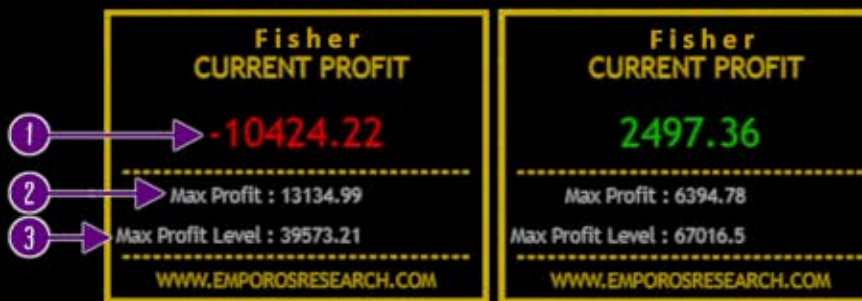 Fisher
CURRENT PROFIT
1
-10424.22
2
Max Profit : 13134.99
3
Max Profit Level : 39573.21
WWW.EMPOROSRESEARCH.COM
Fisher
CURRENT PROFIT
2497.36
Max Profit : 6394.78
Max Profit Level : 67016.5
WWW.EMPOROSRESEARCH.COM